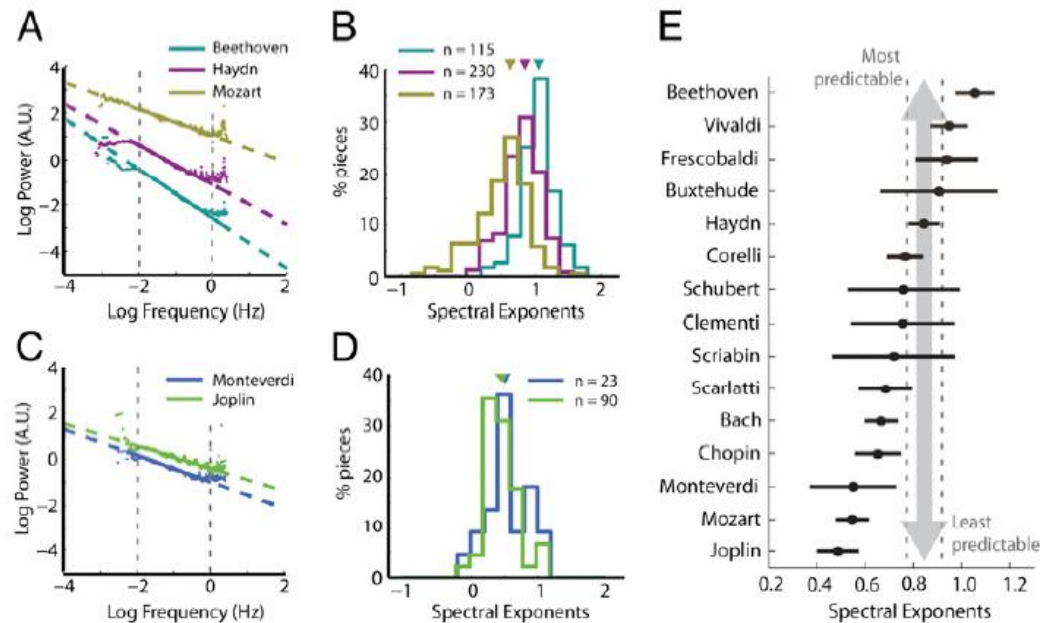 A
Beethoven
Haydn
Mozart
4
2
0
−2
−4
Log Power (A.U.)
−4
−2
0
2
Log Frequency (Hz)
B
n = 115
n = 230
n = 173
40
30
20
10
0
% pieces
−1
0
1
2
Spectral Exponents
C
Monteverdi
Joplin
4
2
0
−2
−4
Log Power (A.U.)
−4
−2
0
2
Log Frequency (Hz)
D
n = 23
n = 90
40
30
20
10
0
% pieces
−1
0
1
2
Spectral Exponents
E
Most
predictable
Beethoven
Vivaldi
Frescobaldi
Buxtehude
Haydn
Corelli
Schubert
Clementi
Scriabin
Scarlatti
Bach
Chopin
Monteverdi
Mozart
Joplin
Least
predictable
0.2
0.4
0.6
0.8
1.0
1.2
Spectral Exponents